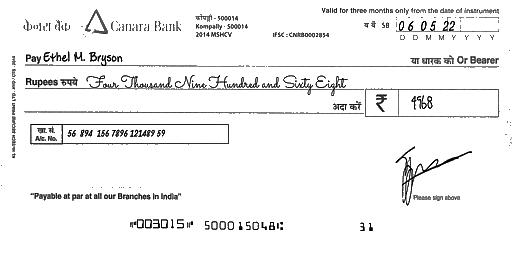 Valid for three months only from the date of instrument
केनरा बैंक Canara Bank
कोमपल्ली - 500014
Kompally - 500014
2014 MSHCV
IFSC : CNRB0002854
SB 06 05 22
D D M M Y Y Y Y
Pay Ethel M. Bryson या धारक को Or Bearer
Rupees रुपये Four Thousand Nine Hundred and Sixty Eight
अदा करें ₹ 4968
खा. सं.
A/c. No. 56 894 156 7896 121489 59
Please sign above
"Payable at par at all our Branches in India"
⑈003015⑈ 500015048⑆ 31